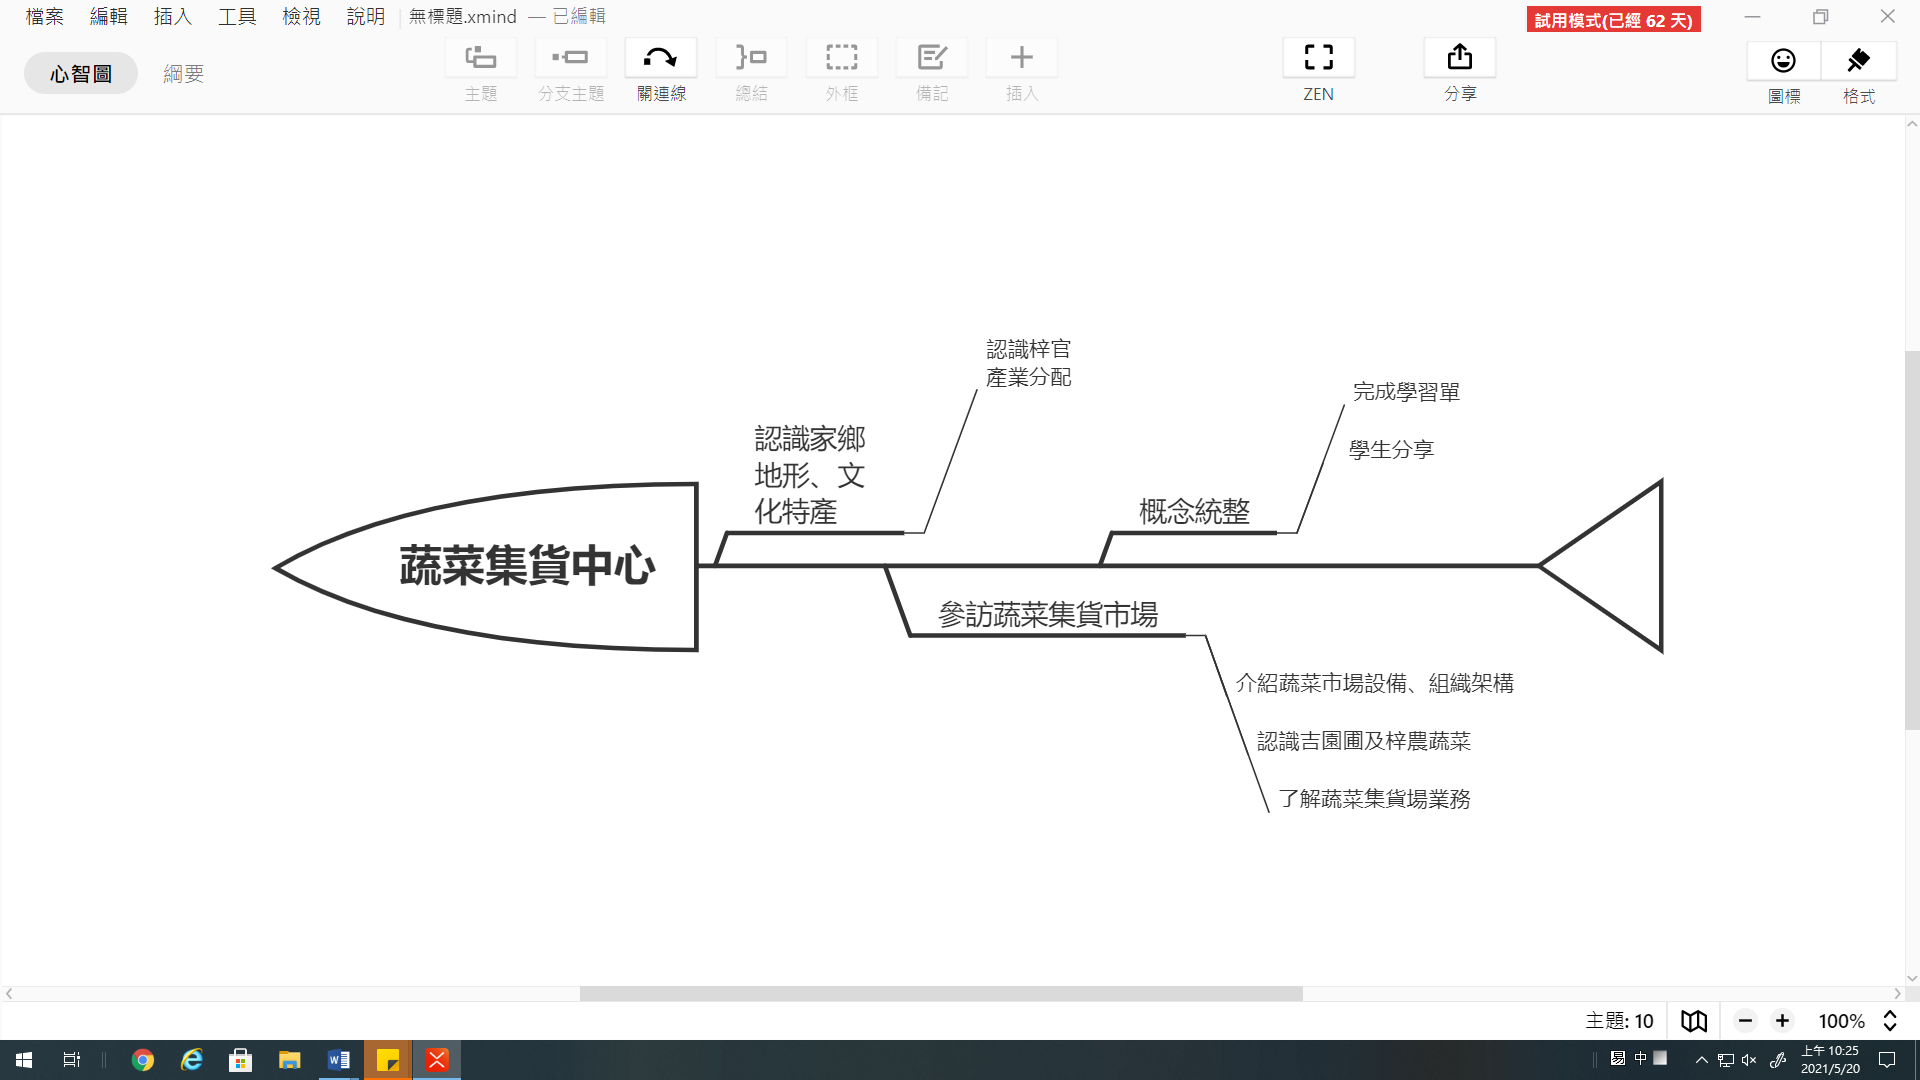 檔案 編輯 插入 工具 檢視 說明 無標題.xmind — 已編輯
試用模式(已經 62 天)
心智圖 綱要
主題 分支主題 關連線 總結 外框 備記 插入 ZEN 分享 圖標 格式
認識梓官
產業分配
完成學習單
學生分享
認識家鄉
地形、文
化特產
概念統整
蔬菜集貨中心
參訪蔬菜集貨市場
介紹蔬菜市場設備、組織架構
認識吉園圃及梓農蔬菜
了解蔬菜集貨場業務
主題: 10 100%
易 中
上午 10:25
2021/5/20